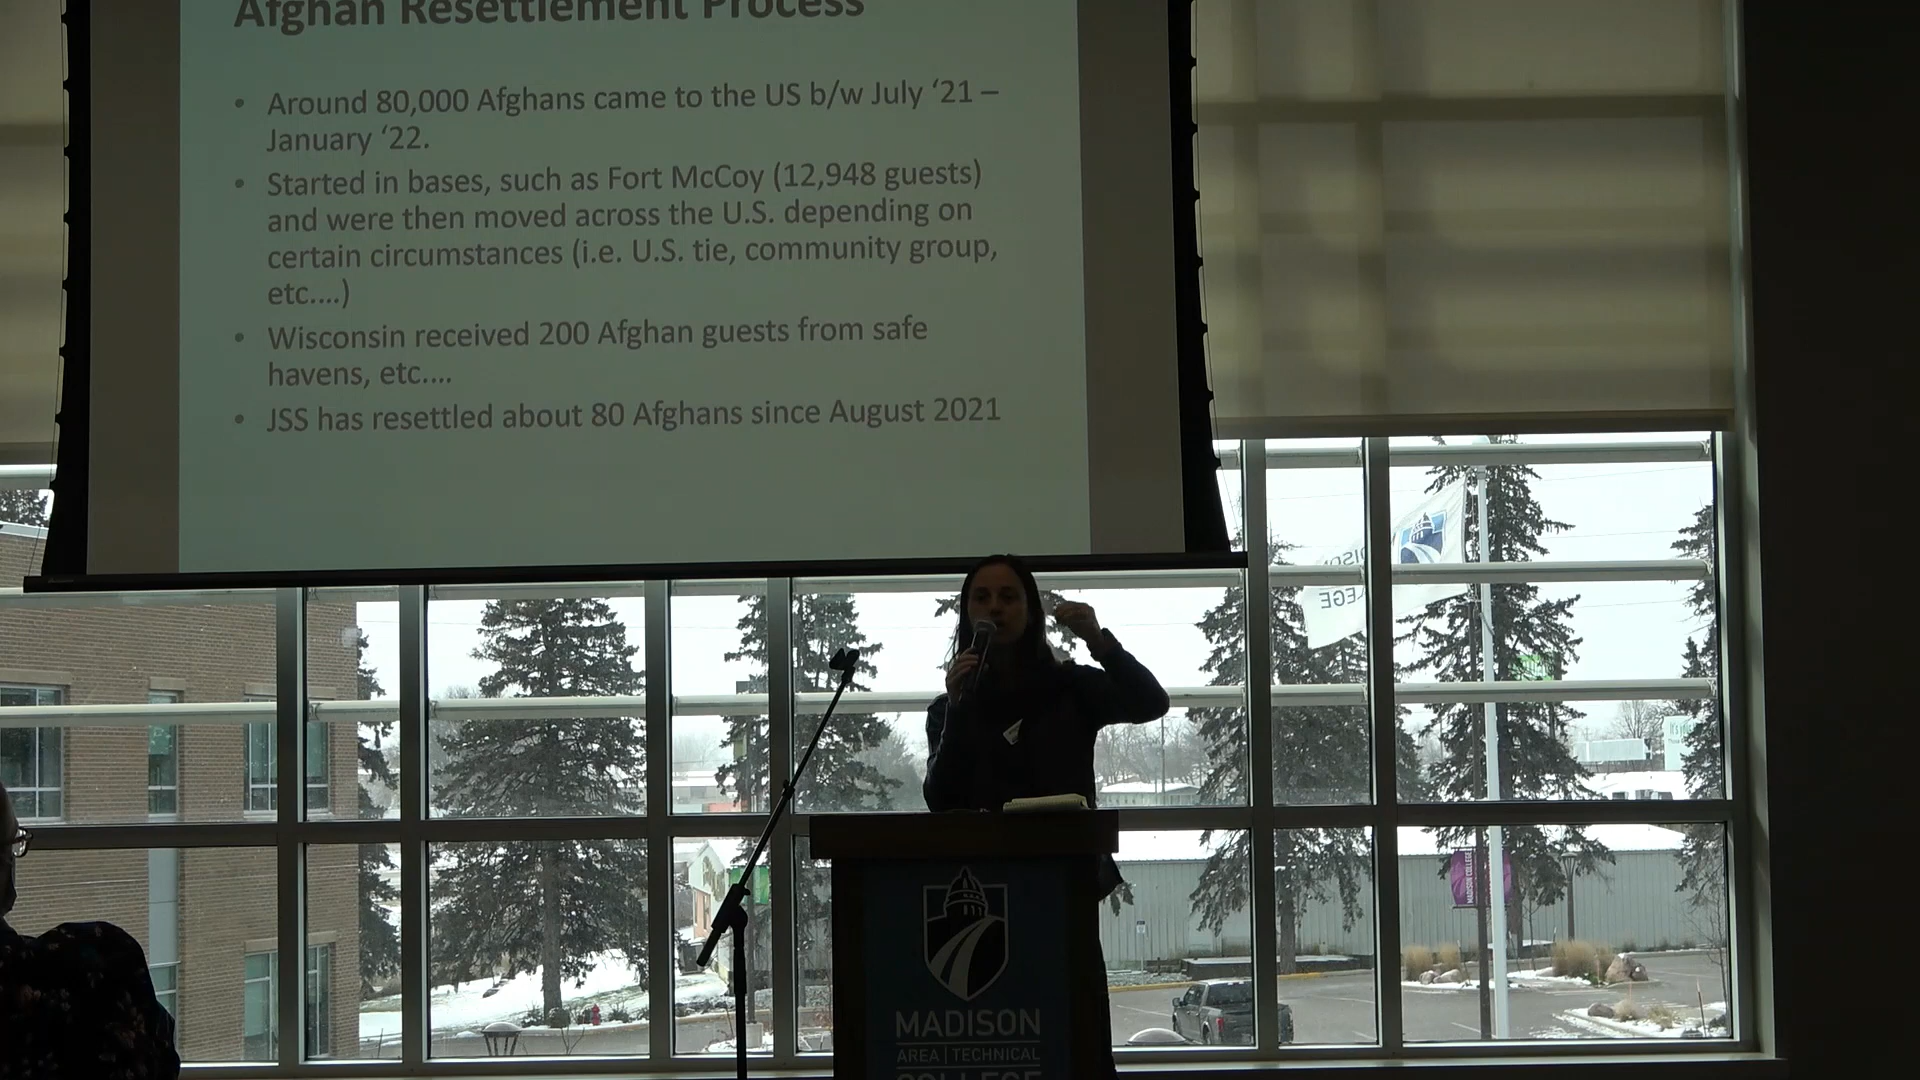 Afghan Resettlement Process
• Around 80,000 Afghans came to the US b/w July ‘21 –
January ‘22.
• Started in bases, such as Fort McCoy (12,948 guests)
and were then moved across the U.S. depending on
certain circumstances (i.e. U.S. tie, community group,
etc....)
• Wisconsin received 200 Afghan guests from safe
havens, etc....
• JSS has resettled about 80 Afghans since August 2021
MADISON COLLEGE
MADISON
AREA | TECHNICAL
COLLEGE